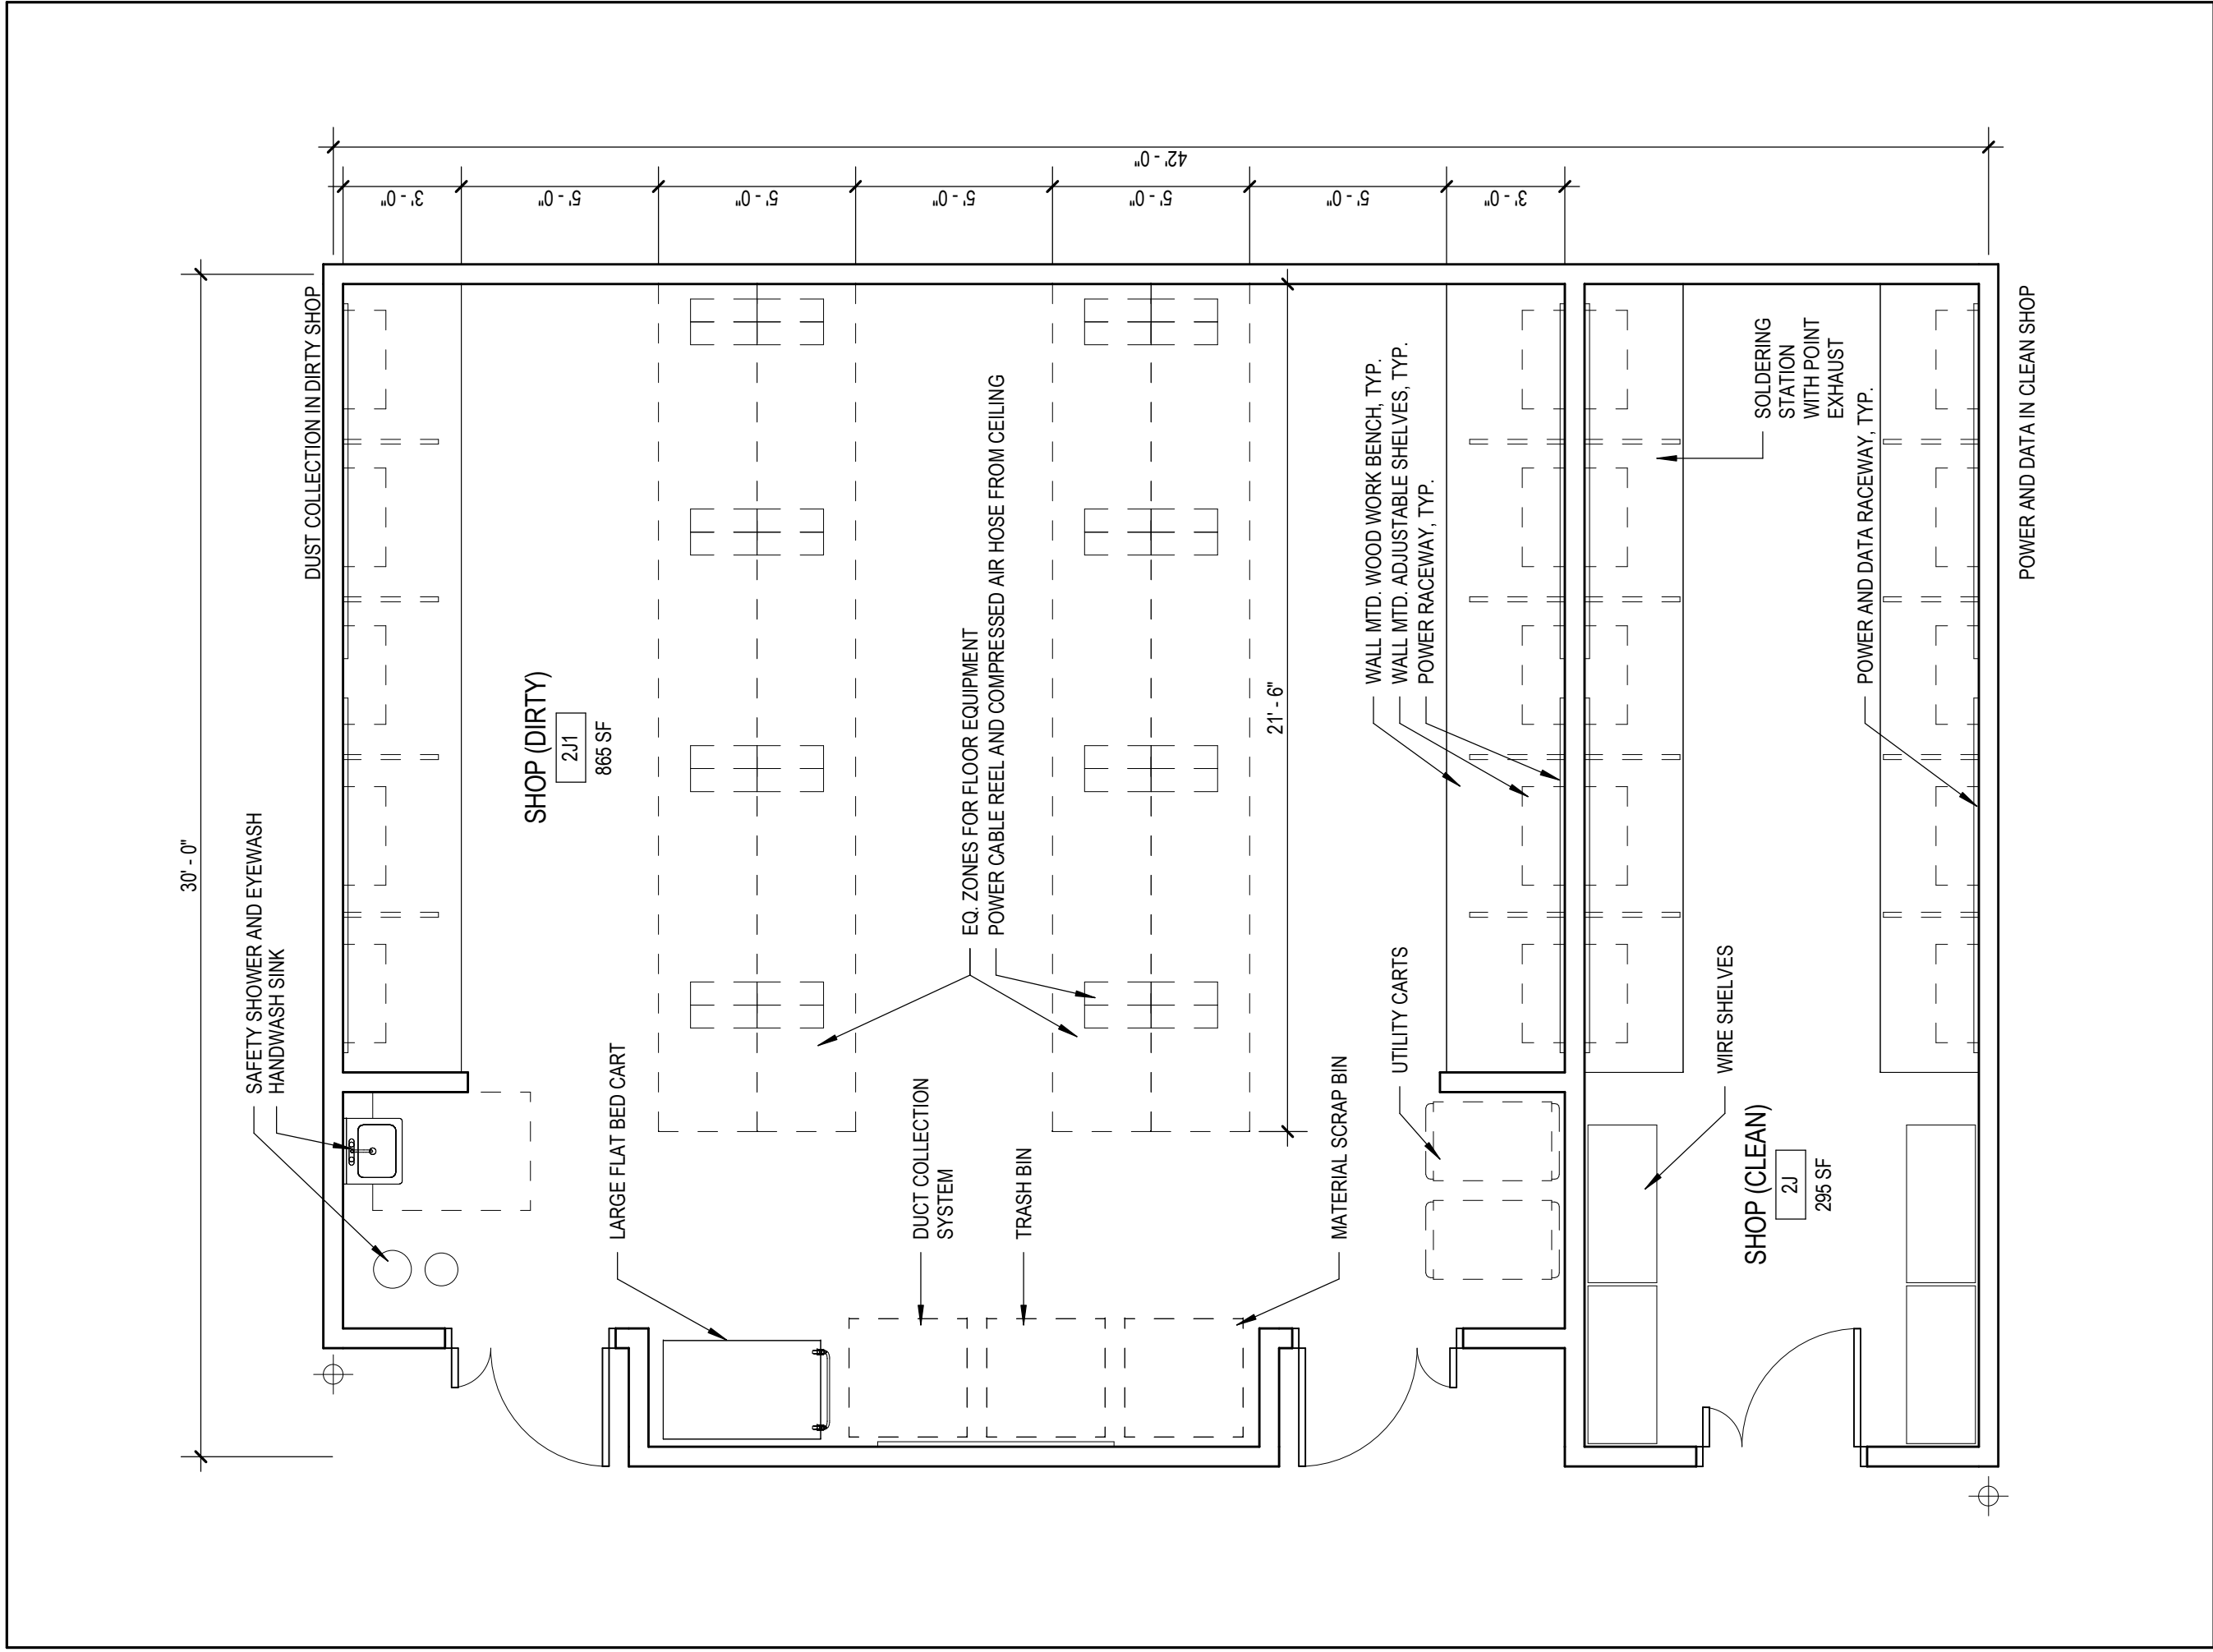 30' - 0"
SAFETY SHOWER AND EYEWASH
HANDWASH SINK
DUST COLLECTION IN DIRTY SHOP
42' - 0"
3' - 0"
5' - 0"
5' - 0"
5' - 0"
5' - 0"
5' - 0"
3' - 0"
SHOP (DIRTY)
2J1
865 SF
LARGE FLAT BED CART
DUCT COLLECTION
SYSTEM
EQ. ZONES FOR FLOOR EQUIPMENT
POWER CABLE REEL AND COMPRESSED AIR HOSE FROM CEILING
TRASH BIN
21' - 6"
MATERIAL SCRAP BIN
WALL MTD. WOOD WORK BENCH, TYP.
WALL MTD. ADJUSTABLE SHELVES, TYP.
POWER RACEWAY, TYP.
UTILITY CARTS
WIRE SHELVES
SHOP (CLEAN)
2J
295 SF
SOLDERING
STATION
WITH POINT
EXHAUST
POWER AND DATA RACEWAY, TYP.
POWER AND DATA IN CLEAN SHOP